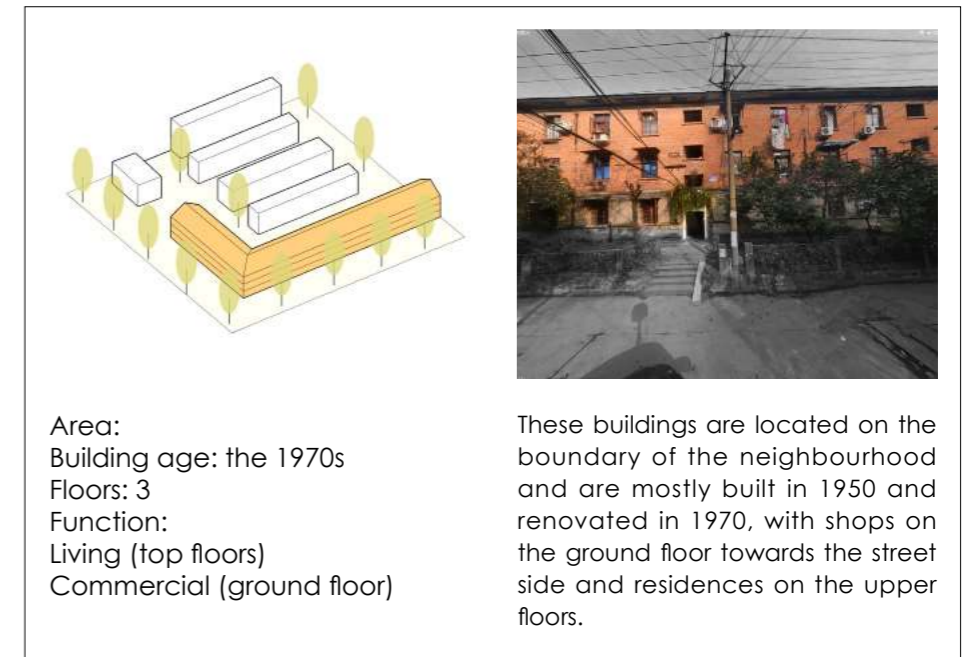 Area:
Building age: the 1970s
Floors: 3
Function:
Living (top floors)
Commercial (ground floor)
These buildings are located on the
boundary of the neighbourhood
and are mostly built in 1950 and
renovated in 1970, with shops on
the ground floor towards the street
side and residences on the upper
floors.